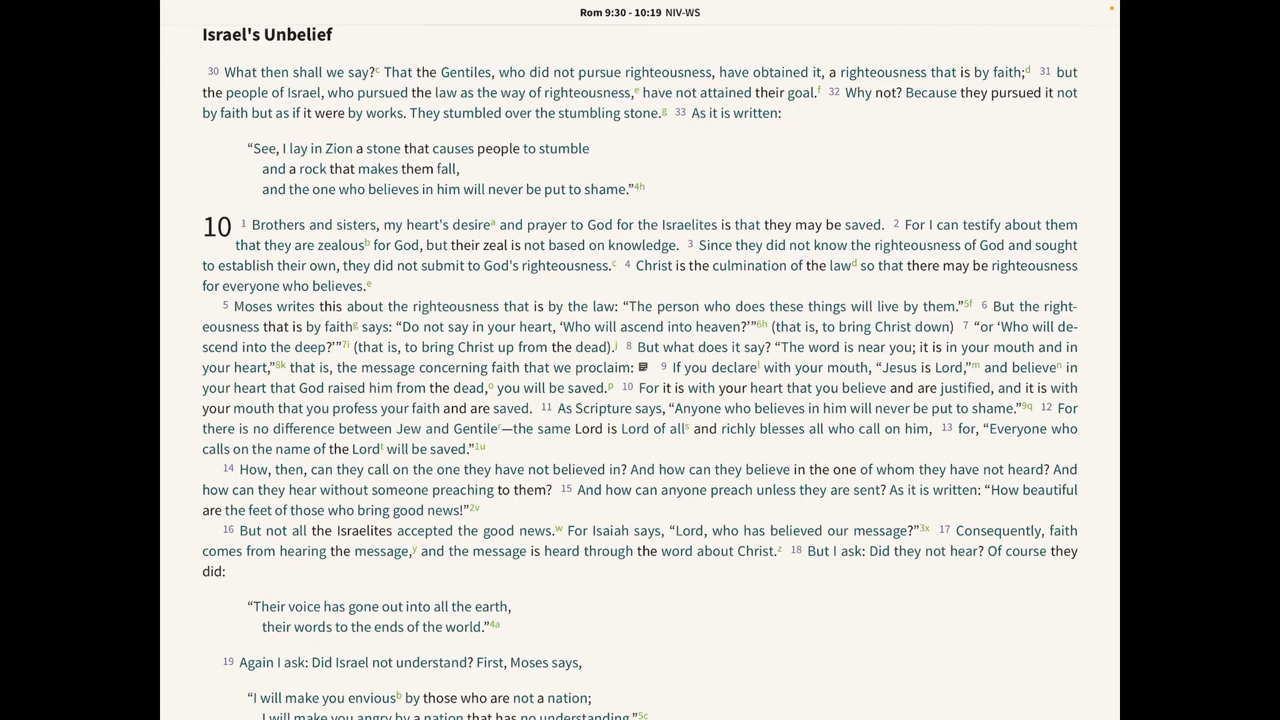 Rom 9:30 - 10:19 NIV-WS
Israel's Unbelief
30 What then shall we say?c That the Gentiles, who did not pursue righteousness, have obtained it, a righteousness that is by faith;d 31 but
the people of Israel, who pursued the law as the way of righteousness,e have not attained their goal.f 32 Why not? Because they pursued it not
by faith but as if it were by works. They stumbled over the stumbling stone.g 33 As it is written:
“See, I lay in Zion a stone that causes people to stumble
and a rock that makes them fall,
and the one who believes in him will never be put to shame.”4h
10 1 Brothers and sisters, my heart's desirea and prayer to God for the Israelites is that they may be saved. 2 For I can testify about them
that they are zealousb for God, but their zeal is not based on knowledge. 3 Since they did not know the righteousness of God and sought
to establish their own, they did not submit to God's righteousness.c 4 Christ is the culmination of the lawd so that there may be righteousness
for everyone who believes.e
5 Moses writes this about the righteousness that is by the law: “The person who does these things will live by them.”5f 6 But the right-
eousness that is by faithg says: “Do not say in your heart, ‘Who will ascend into heaven?’”6h (that is, to bring Christ down) 7 “or ‘Who will de-
scend into the deep?’”7i (that is, to bring Christ up from the dead).j 8 But what does it say? “The word is near you; it is in your mouth and in
your heart,”8k that is, the message concerning faith that we proclaim: 9 If you declarel with your mouth, “Jesus is Lord,”m and believen in
your heart that God raised him from the dead,o you will be saved.p 10 For it is with your heart that you believe and are justified, and it is with
your mouth that you profess your faith and are saved. 11 As Scripture says, “Anyone who believes in him will never be put to shame.”9q 12 For
there is no difference between Jew and Gentiler—the same Lord is Lord of alls and richly blesses all who call on him, 13 for, “Everyone who
calls on the name of the Lordt will be saved.”1u
14 How, then, can they call on the one they have not believed in? And how can they believe in the one of whom they have not heard? And
how can they hear without someone preaching to them? 15 And how can anyone preach unless they are sent? As it is written: “How beautiful
are the feet of those who bring good news!”2v
16 But not all the Israelites accepted the good news.w For Isaiah says, “Lord, who has believed our message?”3x 17 Consequently, faith
comes from hearing the message,y and the message is heard through the word about Christ.z 18 But I ask: Did they not hear? Of course they
did:
“Their voice has gone out into all the earth,
their words to the ends of the world.”4a
19 Again I ask: Did Israel not understand? First, Moses says,
“I will make you enviousb by those who are not a nation;
I will make you angry by a nation that has no understanding.”5c